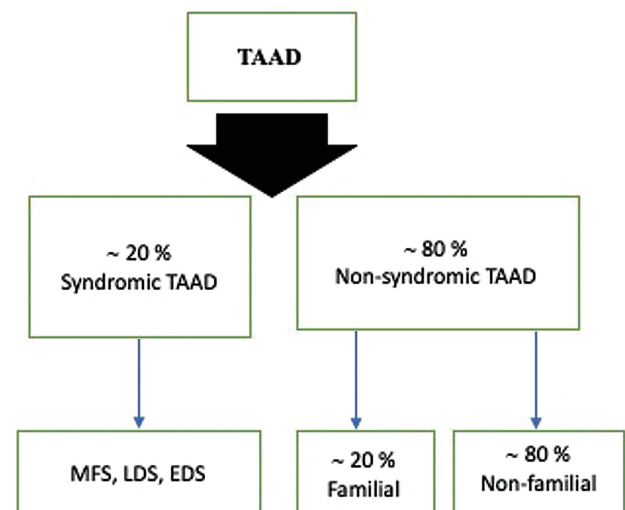 TAAD
~ 20 %
Syndromic TAAD
~ 80 %
Non-syndromic TAAD
MFS, LDS, EDS
~ 20 %
Familial
~ 80 %
Non-familial